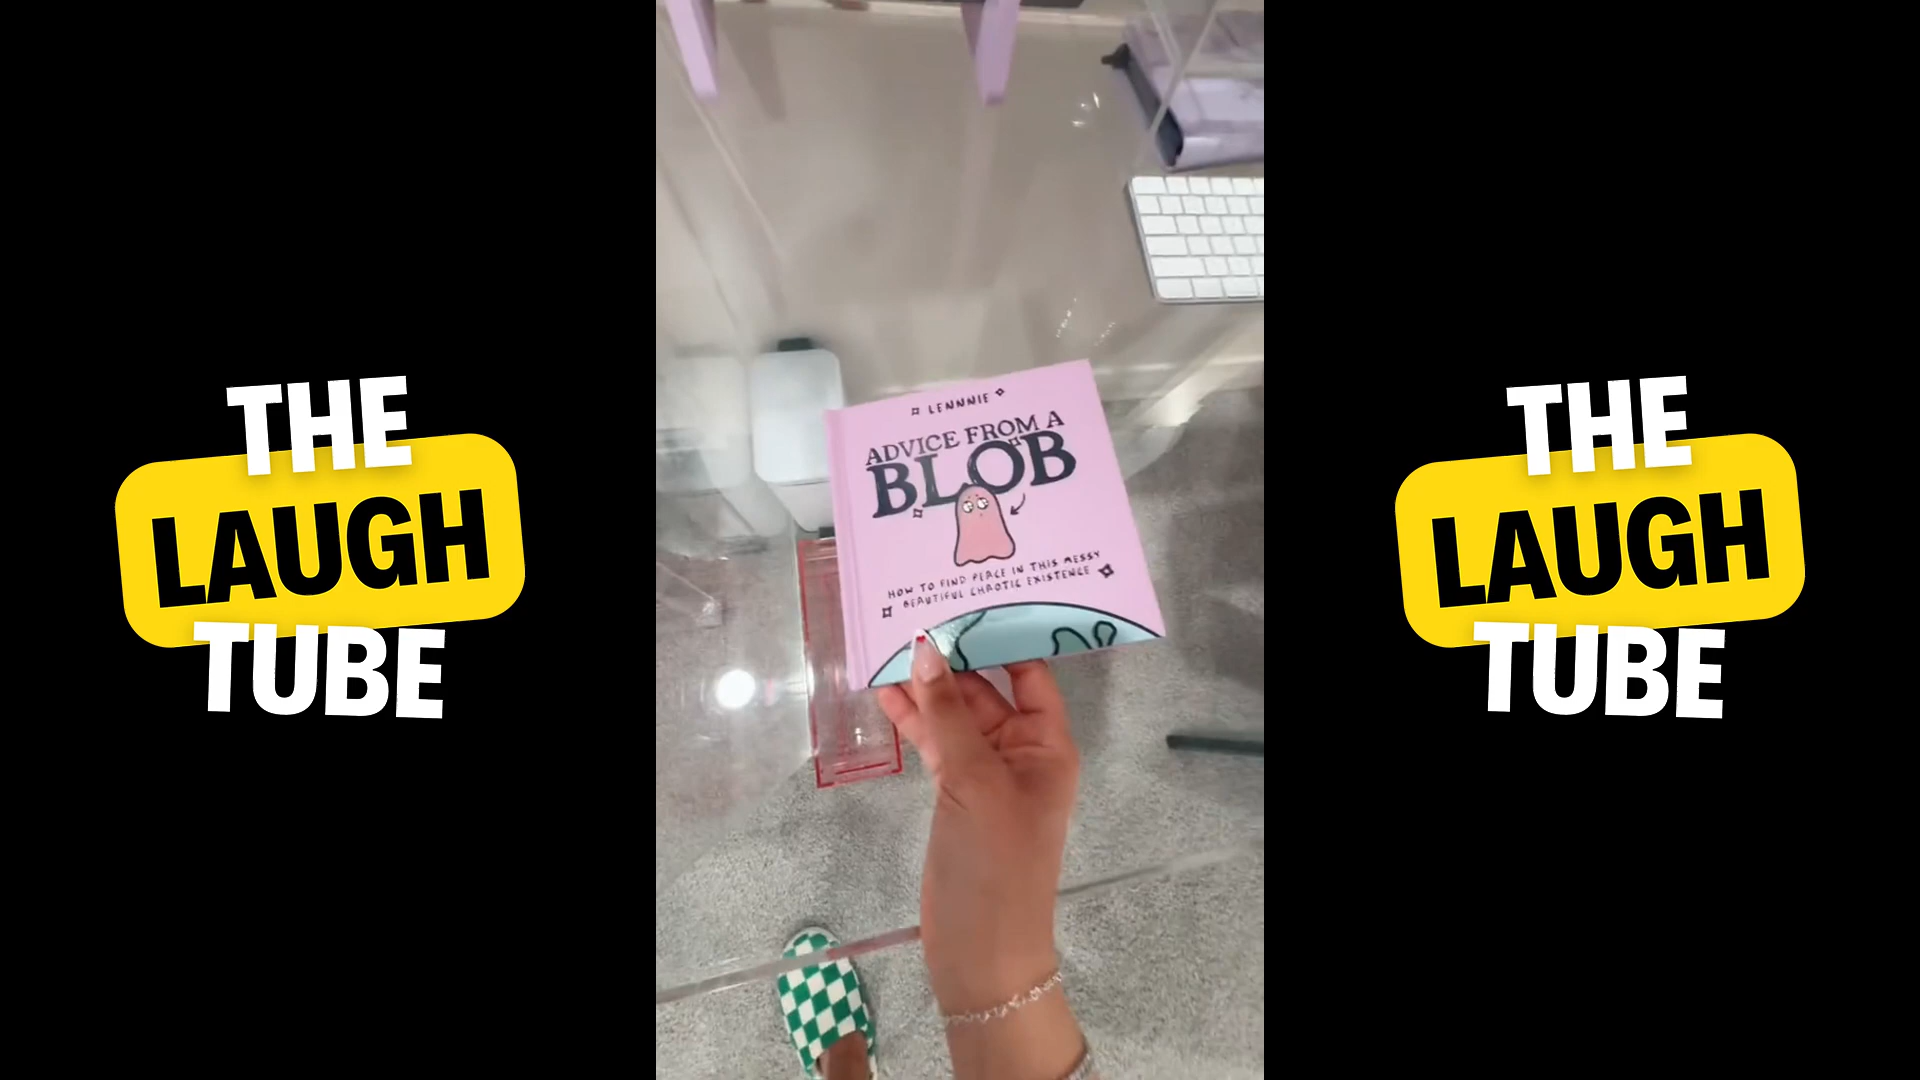 THE
LAUGH
TUBE
LENNNIE
ADVICE FROM A
BLOB
HOW TO FIND PEACE IN THIS MESSY
BEAUTIFUL CHAOTIC EXISTENCE
THE
LAUGH
TUBE